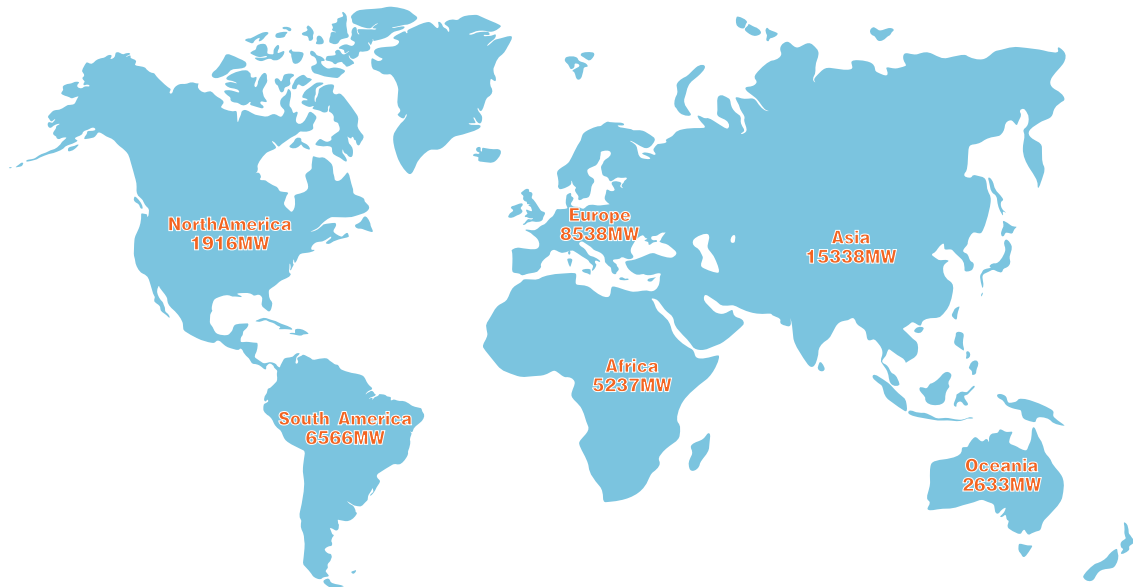 NorthAmerica
1916MW
Europe
8538MW
Asia
15338MW
Africa
5237MW
South America
6566MW
Oceania
2633MW